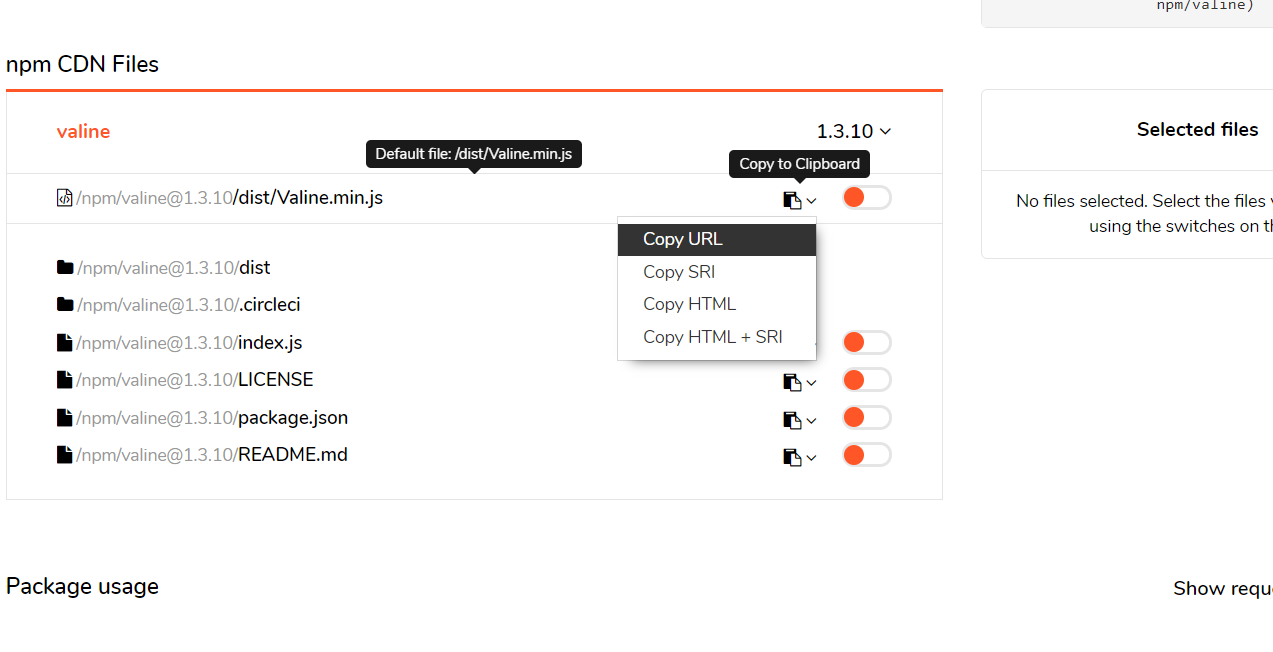 npm/valine)
npm CDN Files
valine
1.3.10
Selected files
Default file: /dist/Valine.min.js
Copy to Clipboard
/npm/valine@1.3.10/dist/Valine.min.js
No files selected. Select the files
using the switches on
Copy URL
/npm/valine@1.3.10/dist
Copy SRI
/npm/valine@1.3.10/.circleci
Copy HTML
/npm/valine@1.3.10/index.js
Copy HTML + SRI
/npm/valine@1.3.10/LICENSE
/npm/valine@1.3.10/package.json
/npm/valine@1.3.10/README.md
Package usage
Show requ